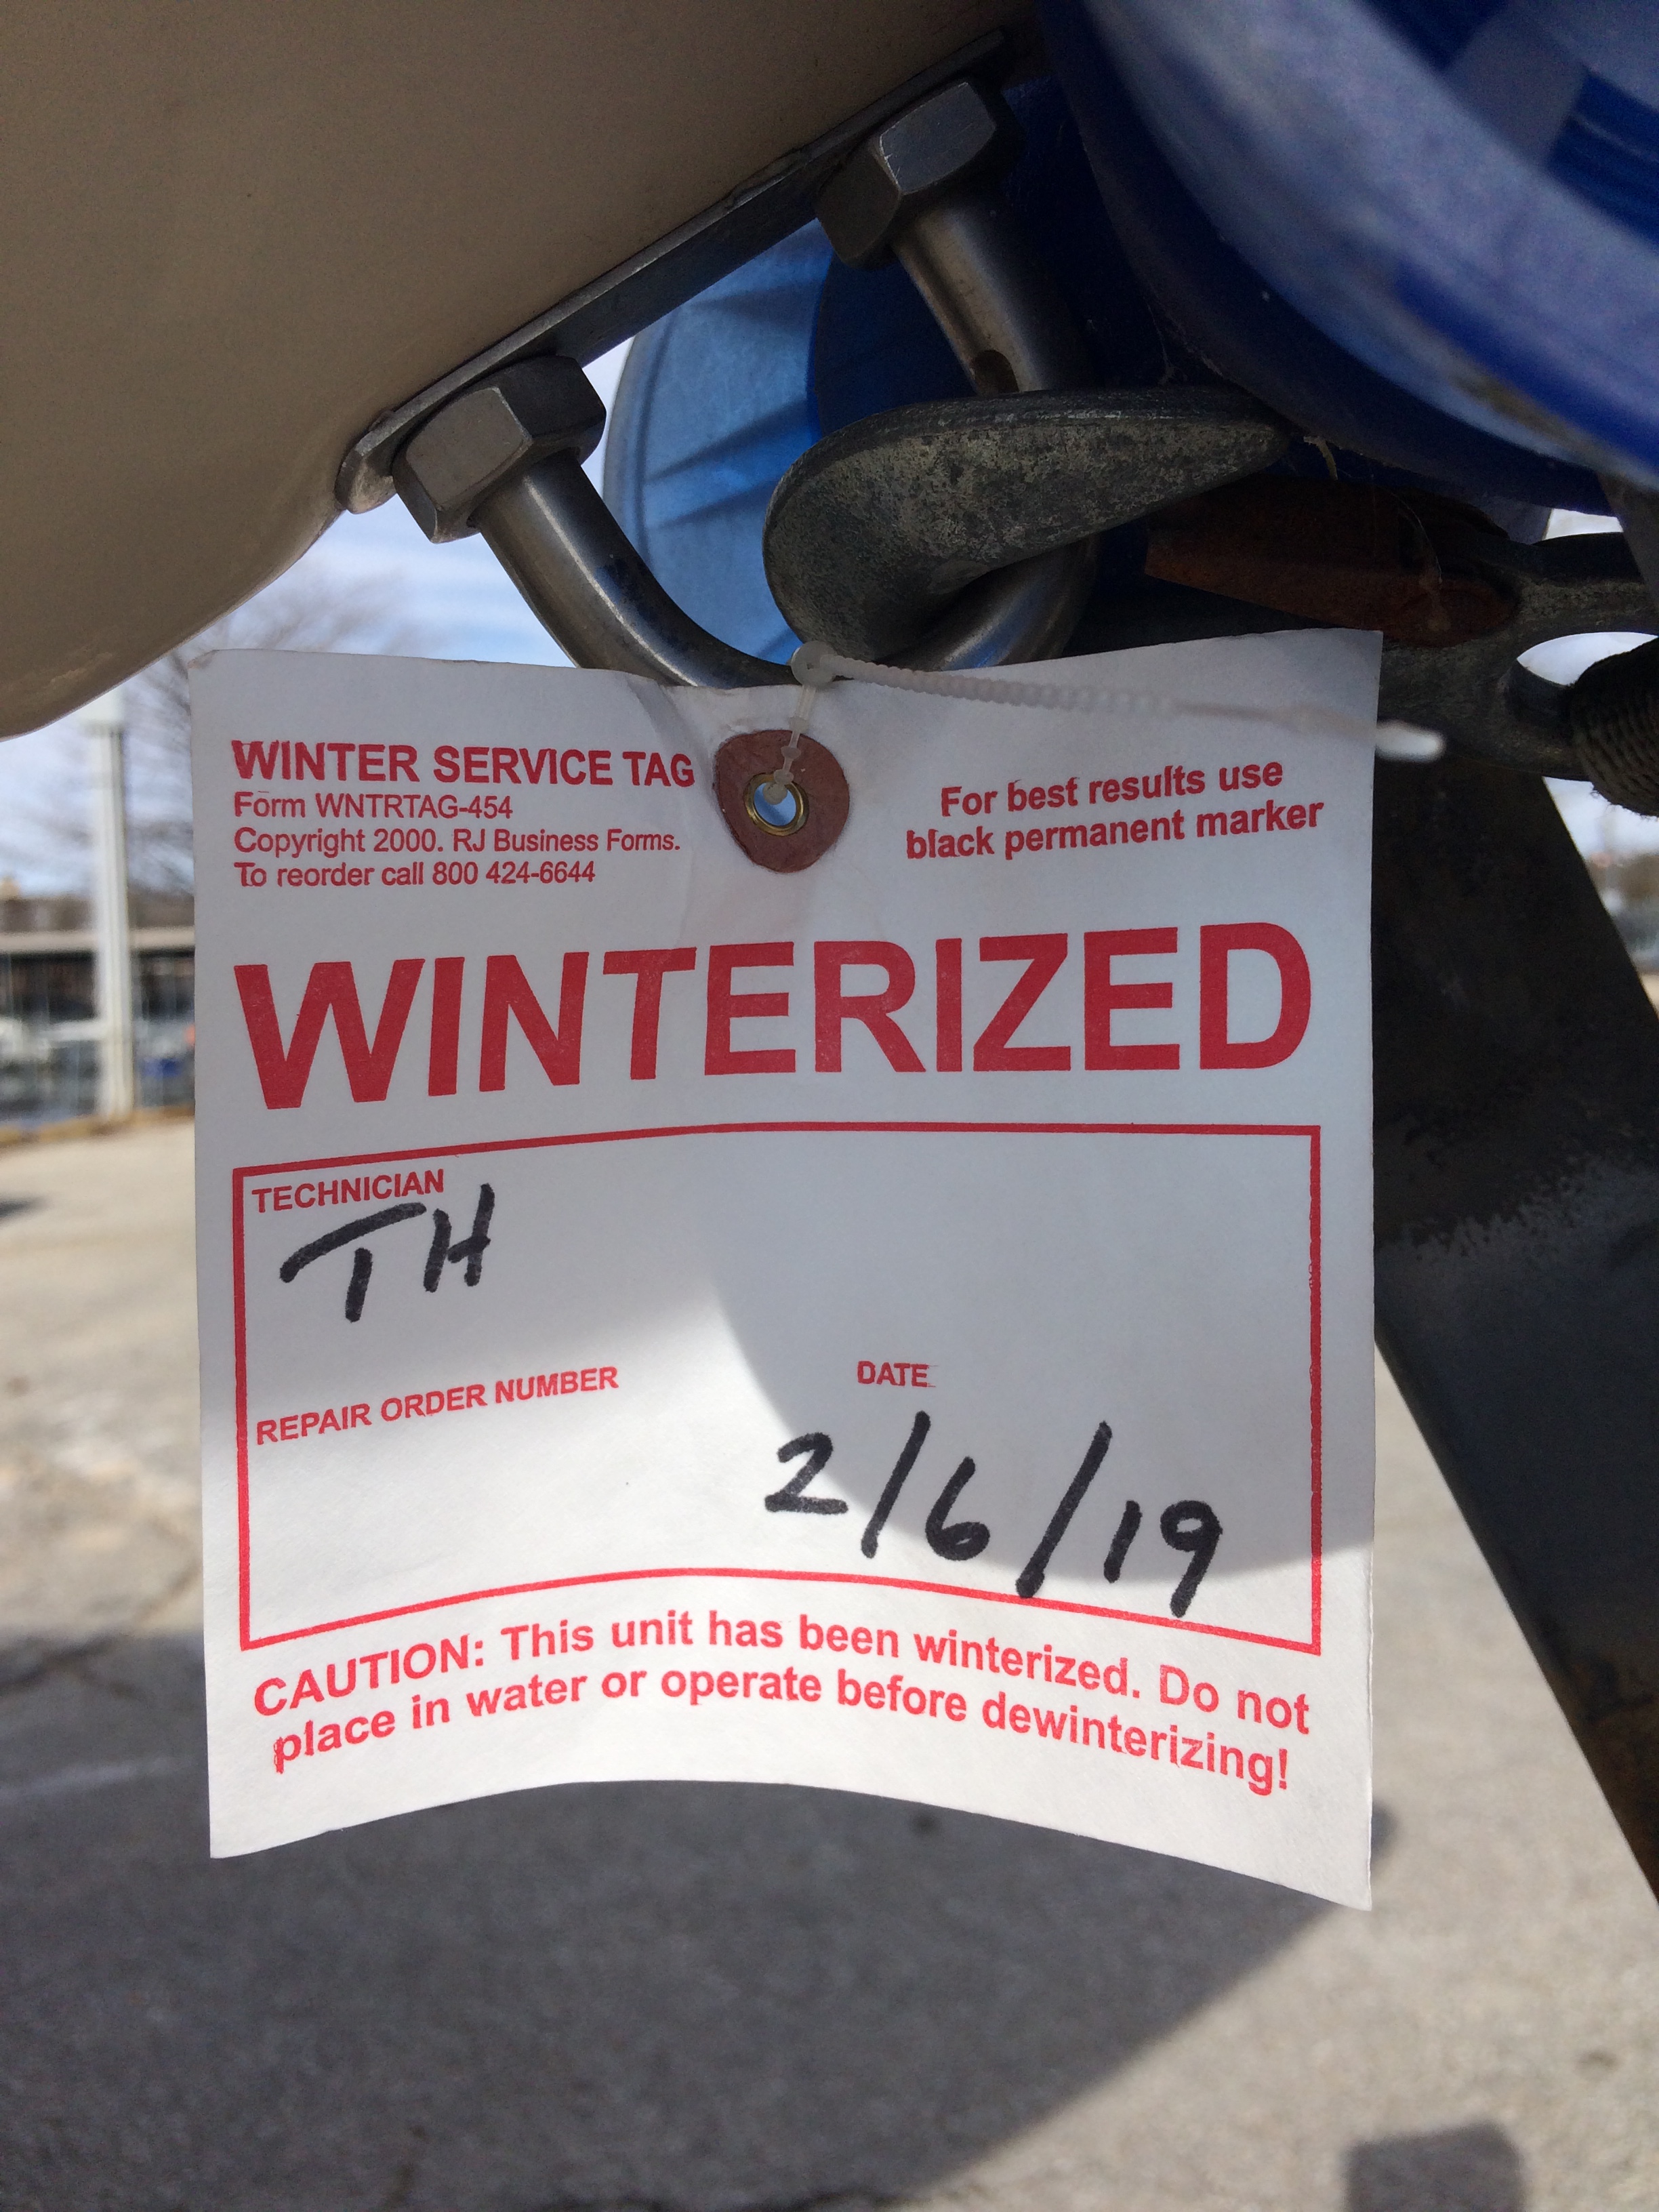 WINTER SERVICE TAG
Form WNTRTAG-454
Copyright 2000. RJ Business Forms.
To reorder call 800 424-6644
For best results use
black permanent marker
WINTERIZED
TECHNICIAN
TH
REPAIR ORDER NUMBER
DATE
2/6/19
CAUTION: This unit has been winterized. Do not
place in water or operate before dewinterizing!